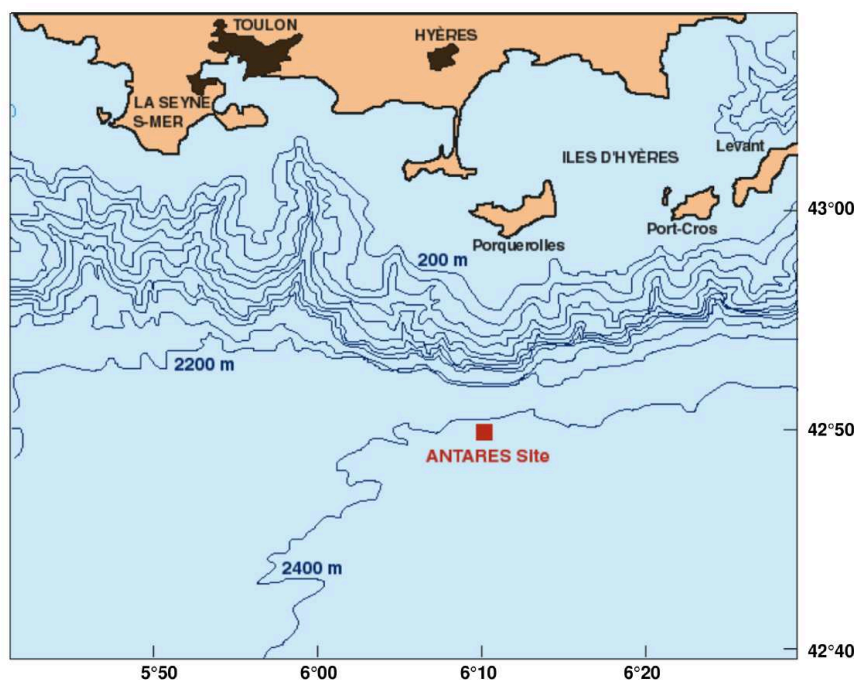 TOULON
HYÈRES
LA SEYNE
S-MER
Levant
ILES D'HYÈRES
43°00
Port-Cros
Porquerolles
200 m
2200 m
42°50
ANTARES Site
2400 m
42°40
5°50
6°00
6°10
6°20